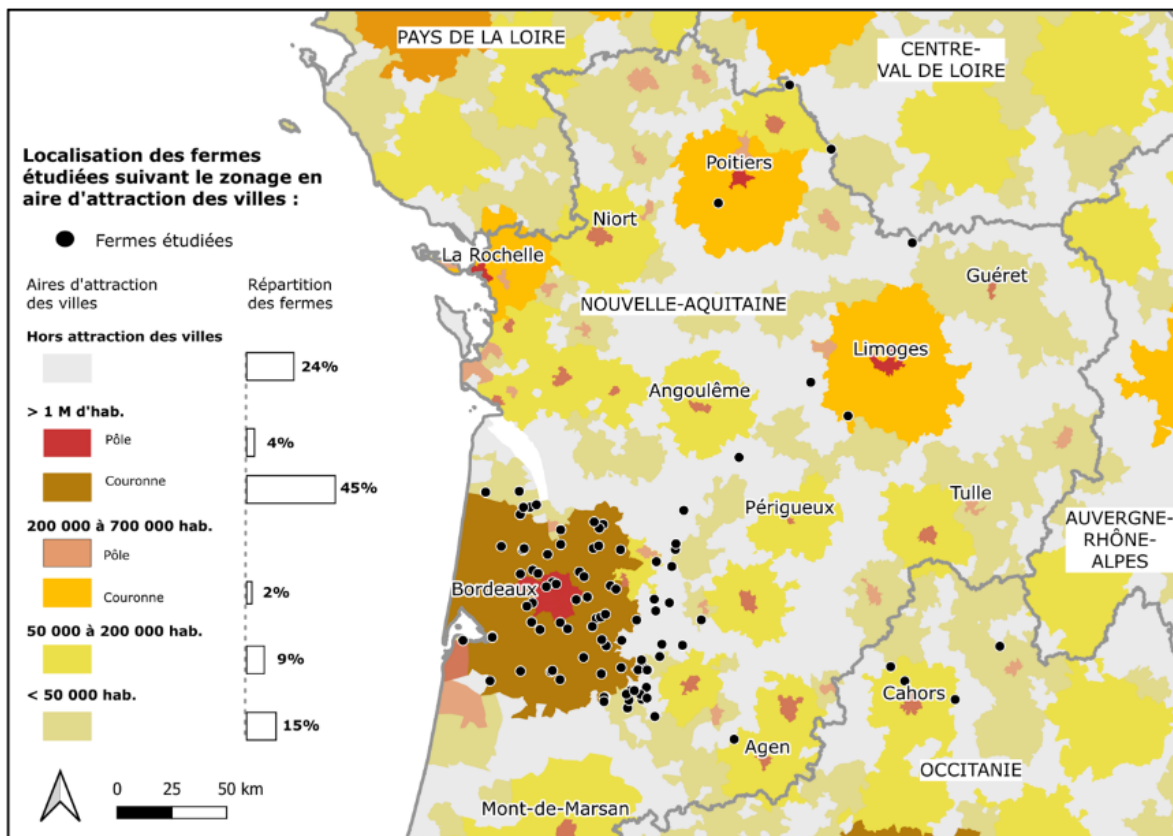 PAYS DE LA LOIRE
CENTRE-
VAL DE LOIRE
Localisation des fermes
étudiées suivant le zonage en
aire d'attraction des villes :
Fermes étudiées
Aires d'attraction
des villes
Répartition
des fermes
Hors attraction des villes
24%
> 1 M d'hab.
Pôle
4%
Couronne
45%
200 000 à 700 000 hab.
Pôle
Couronne
2%
50 000 à 200 000 hab.
9%
< 50 000 hab.
15%
0
25
50 km
Poitiers
Niort
La Rochelle
Guéret
NOUVELLE-AQUITAINE
Limoges
Angoulême
Périgueux
Tulle
AUVERGNE-
RHÔNE-
ALPES
Bordeaux
Cahors
Agen
OCCITANIE
Mont-de-Marsan